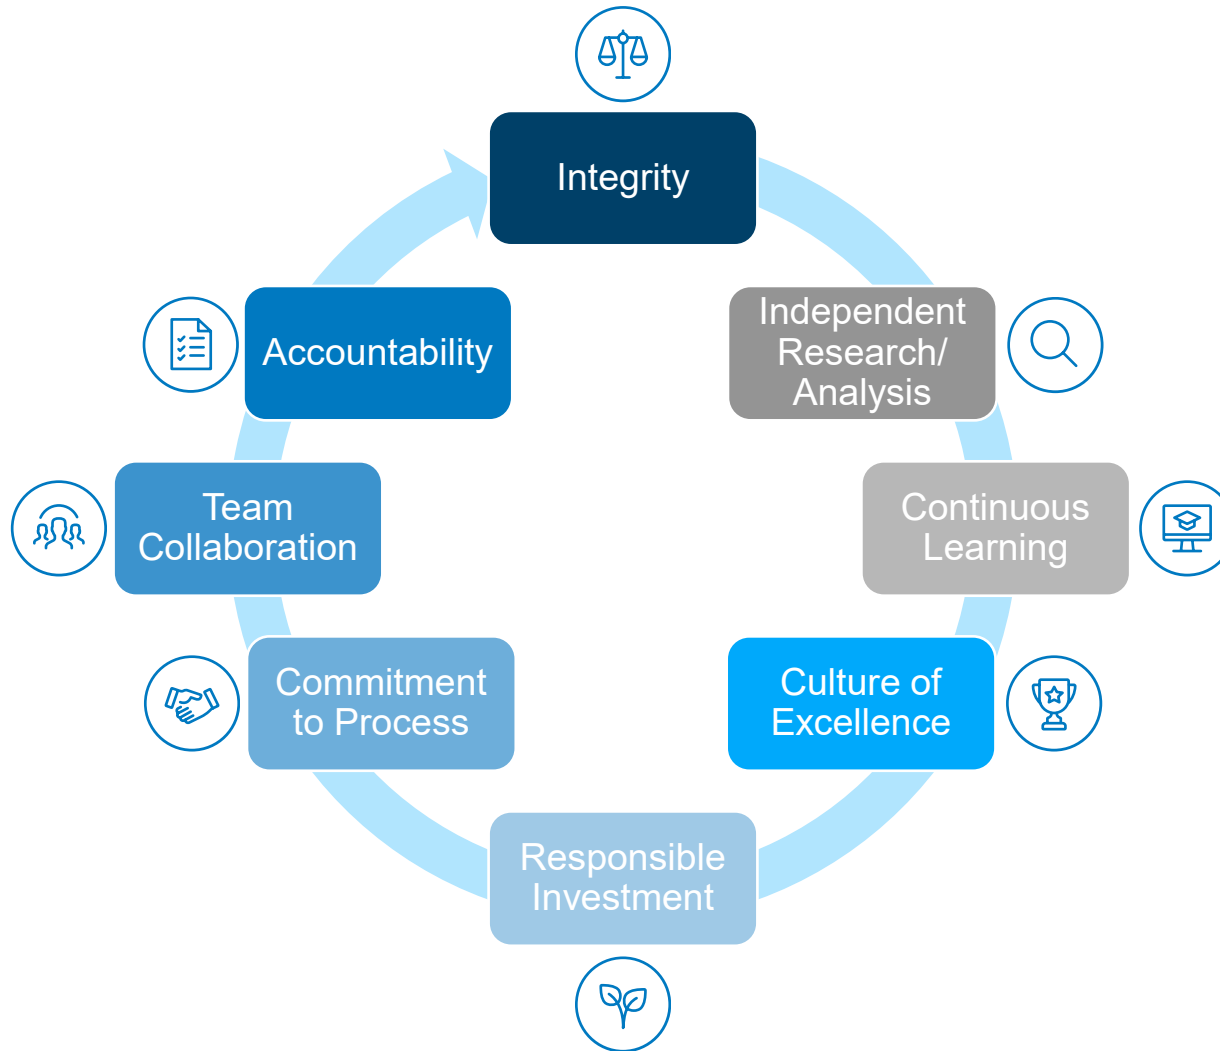 Integrity
Independent
Research/
Analysis
Continuous
Learning
Culture of
Excellence
Responsible
Investment
Commitment
to Process
Team
Collaboration
Accountability